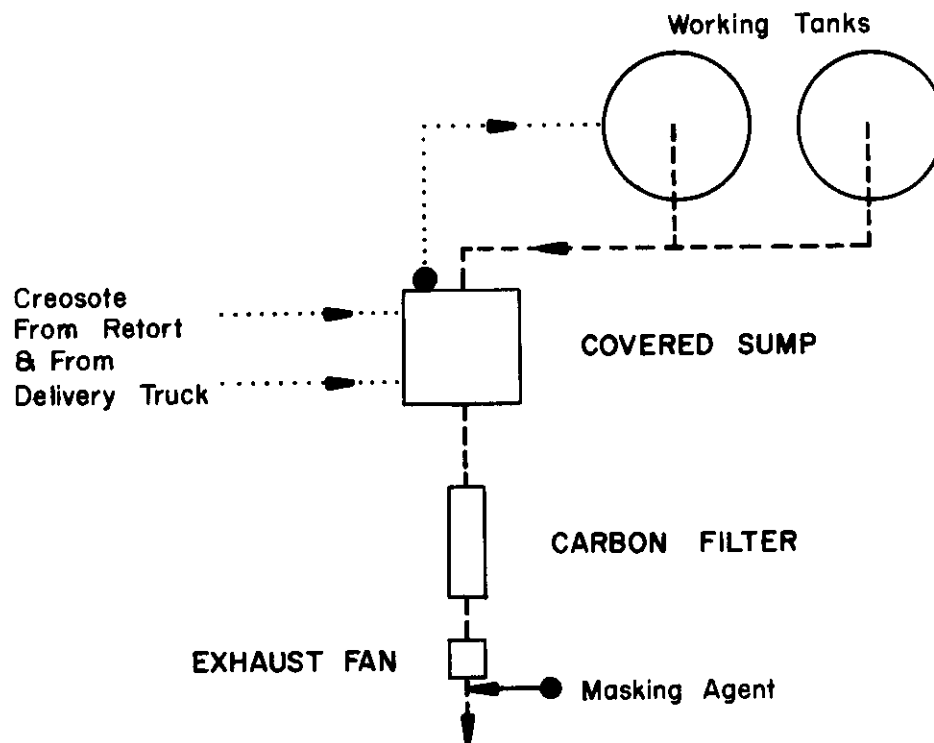 Working Tanks
Creosote
From Retort
& From
Delivery Truck
COVERED SUMP
CARBON FILTER
EXHAUST FAN
Masking Agent